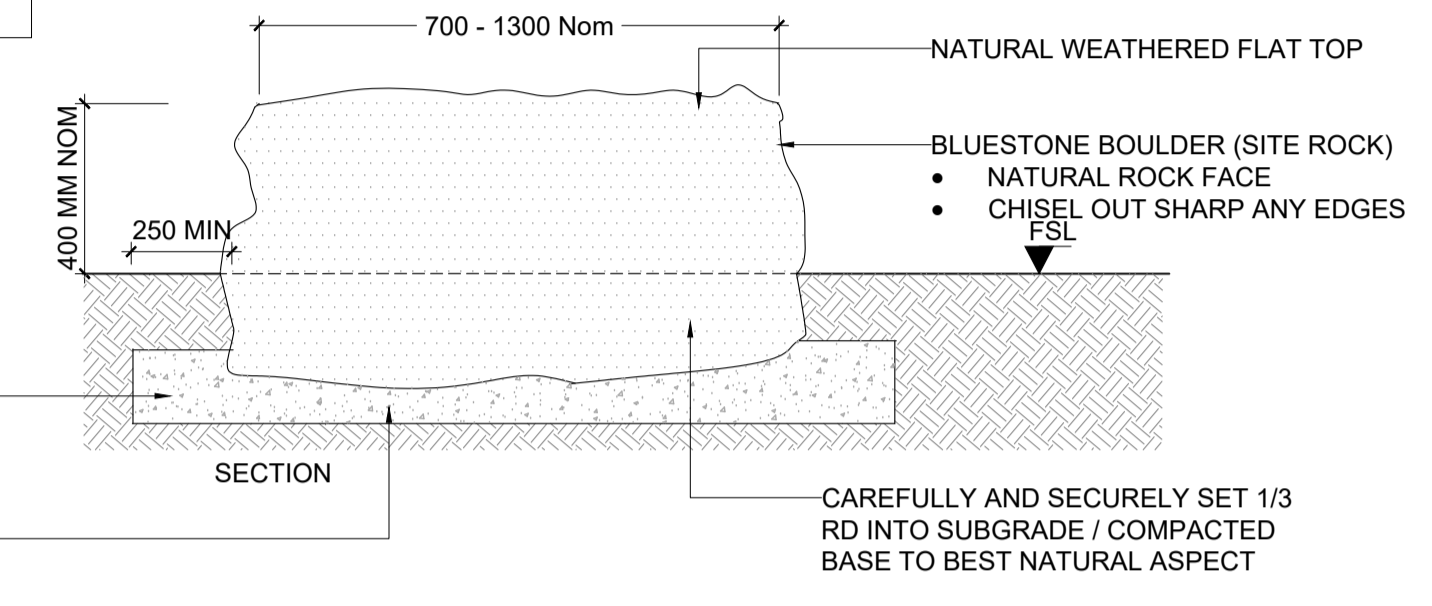 700 - 1300 Nom
NATURAL WEATHERED FLAT TOP
400 MM NOM
BLUESTONE BOULDER (SITE ROCK)
• NATURAL ROCK FACE
• CHISEL OUT SHARP ANY EDGES
250 MIN
FSL
SECTION
CAREFULLY AND SECURELY SET 1/3
RD INTO SUBGRADE / COMPACTED
BASE TO BEST NATURAL ASPECT